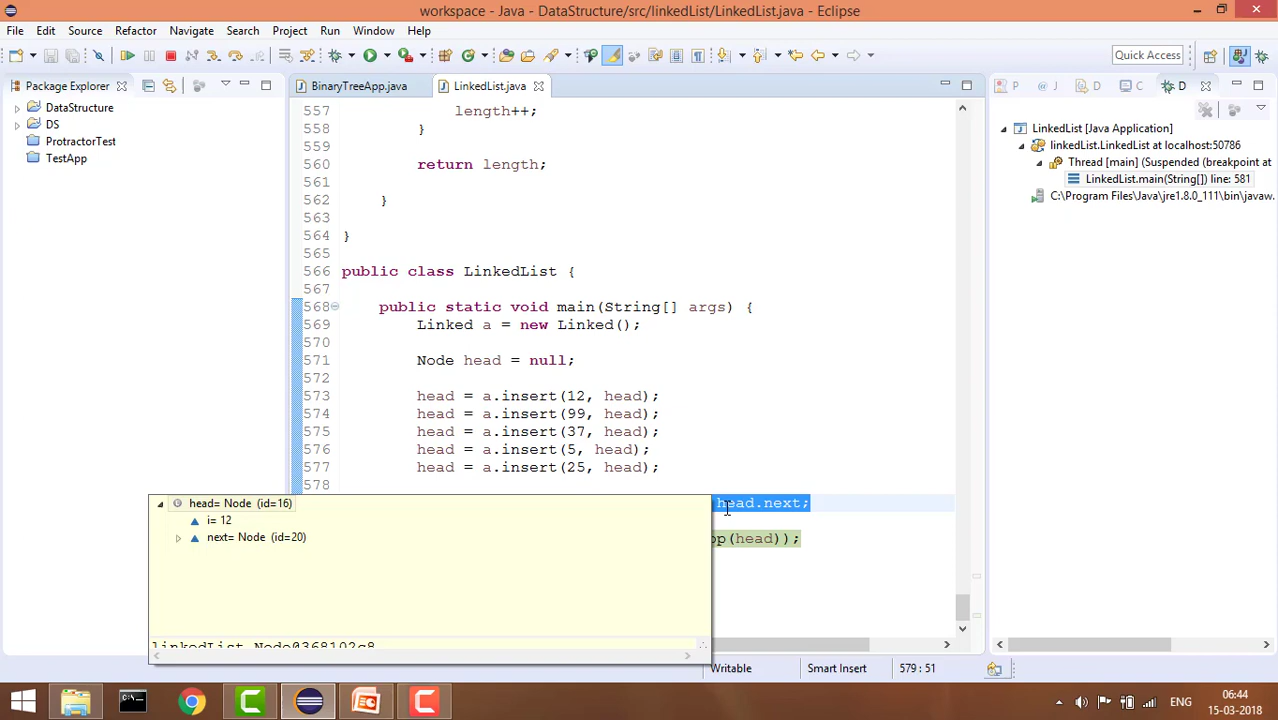 workspace - Java - DataStructure/src/linkedList/LinkedList.java - Eclipse
File Edit Source Refactor Navigate Search Project Run Window Help
Quick Access
Package Explorer
BinaryTreeApp.java
LinkedList.java
P @ J D C D
DataStructure
DS
ProtractorTest
TestApp
557 length++;
558 }
559
560 return length;
561
562 }
563
564 }
565
566 public class LinkedList {
567
568 public static void main(String[] args) {
569 Linked a = new Linked();
570
571 Node head = null;
572
573 head = a.insert(12, head);
574 head = a.insert(99, head);
575 head = a.insert(37, head);
576 head = a.insert(5, head);
577 head = a.insert(25, head);
578
head.next;
op(head));
head= Node (id=16)
i= 12
next= Node (id=20)
linkedList.Node@368102c8
LinkedList [Java Application]
linkedList.LinkedList at localhost:50786
Thread [main] (Suspended (breakpoint at
LinkedList.main(String[]) line: 581
C:\Program Files\Java\jre1.8.0_111\bin\javaw.
Writable
Smart Insert
579 : 51
ENG
06:44
15-03-2018